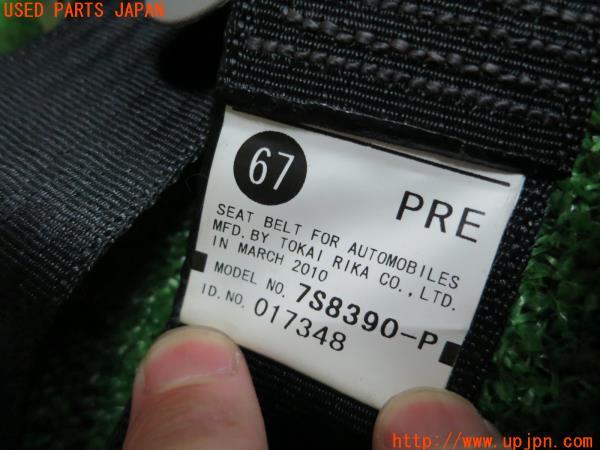 USED PARTS JAPAN
67
PRE
SEAT BELT FOR AUTOMOBILES
MFD. BY TOKAI RIKA CO., LTD.
IN MARCH 2010
MODEL NO. 7S8390-P
ID. NO. 017348
http://www.upjpn.com/